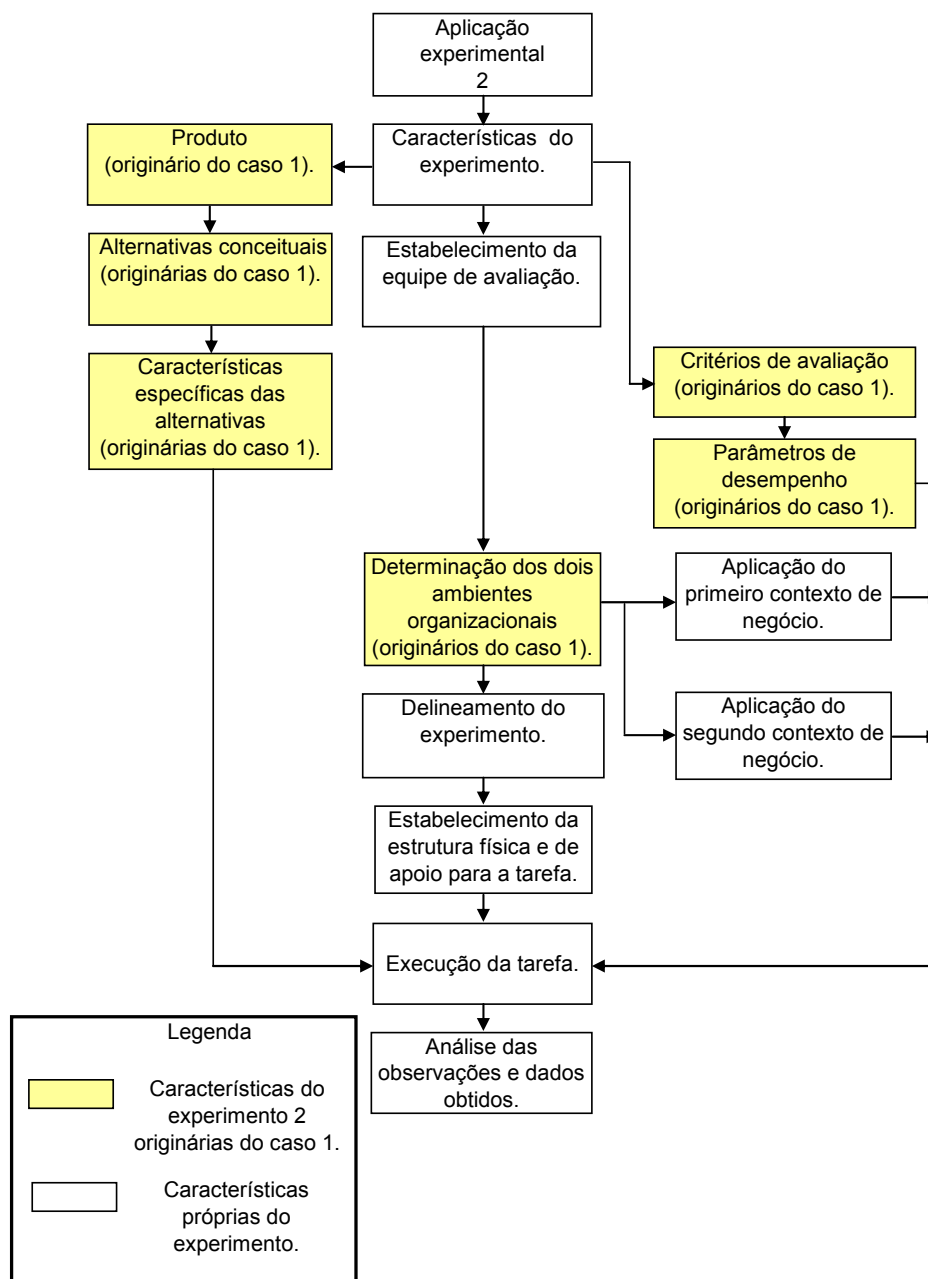 Aplicação
experimental
2
Produto
(originário do caso 1).
Características do
experimento.
Alternativas conceituais
(originárias do caso 1).
Estabelecimento da
equipe de avaliação.
Características
específicas das
alternativas
(originárias do caso 1).
Critérios de avaliação
(originários do caso 1).
Parâmetros de
desempenho
(originários do caso 1).
Determinação dos dois
ambientes
organizacionais
(originários do caso 1).
Aplicação do
primeiro contexto de
negócio.
Delineamento do
experimento.
Aplicação do
segundo contexto de
negócio.
Estabelecimento da
estrutura física e de
apoio para a tarefa.
Execução da tarefa.
Análise das
observações e dados
obtidos.
Legenda
Características do
experimento 2
originárias do caso 1.
Características
próprias do
experimento.